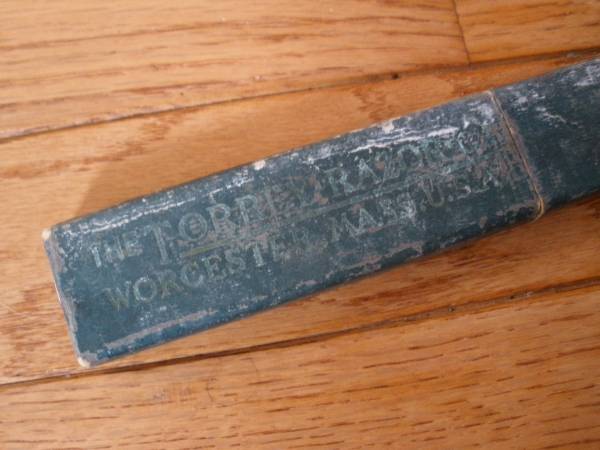 THE TORREY RAZOR CO.
WORCESTER, MASS. U.S.A.